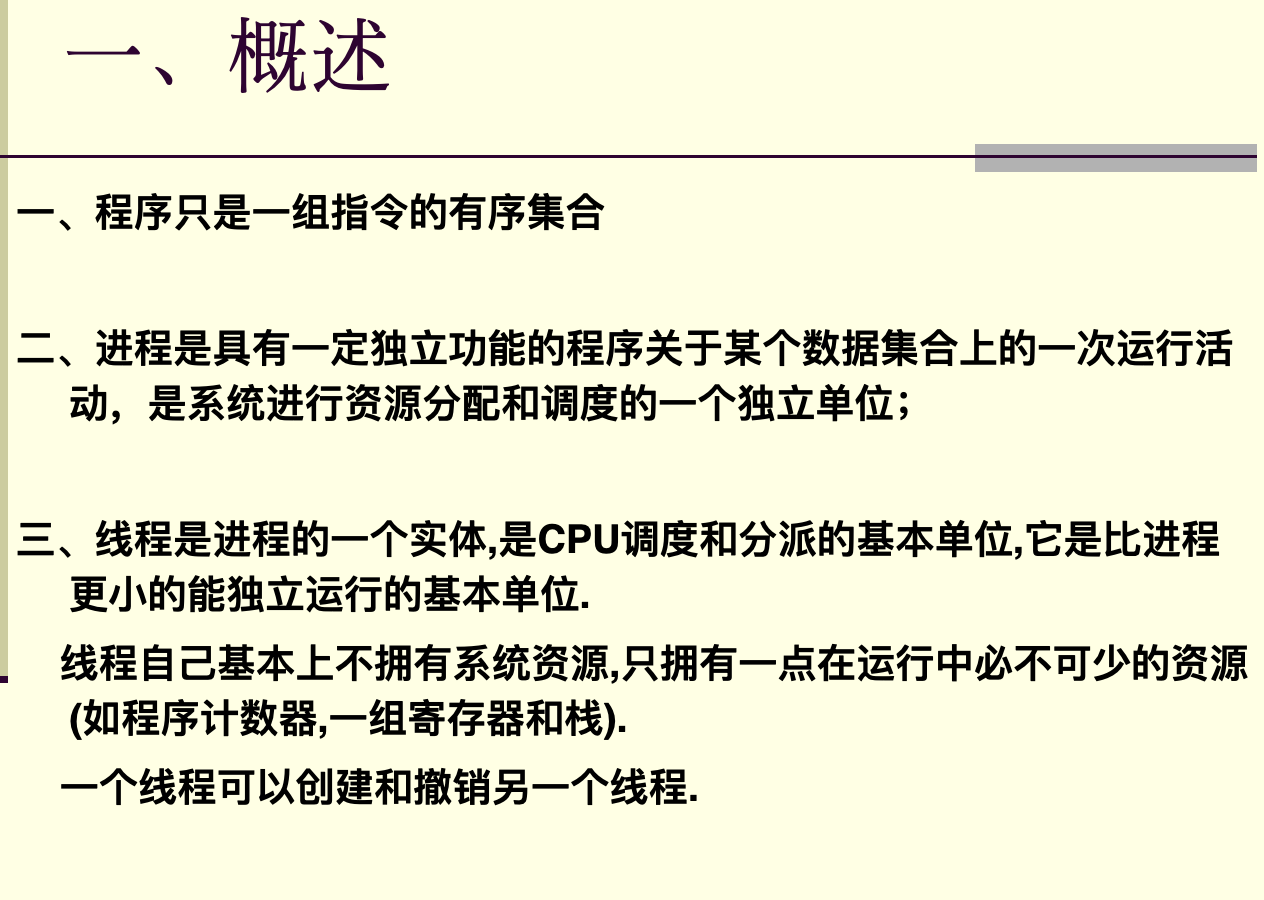 一、概述
一、程序只是一组指令的有序集合
二、进程是具有一定独立功能的程序关于某个数据集合上的一次运行活
动，是系统进行资源分配和调度的一个独立单位；
三、线程是进程的一个实体,是CPU调度和分派的基本单位,它是比进程
更小的能独立运行的基本单位.
线程自己基本上不拥有系统资源,只拥有一点在运行中必不可少的资源
(如程序计数器,一组寄存器和栈).
一个线程可以创建和撤销另一个线程.